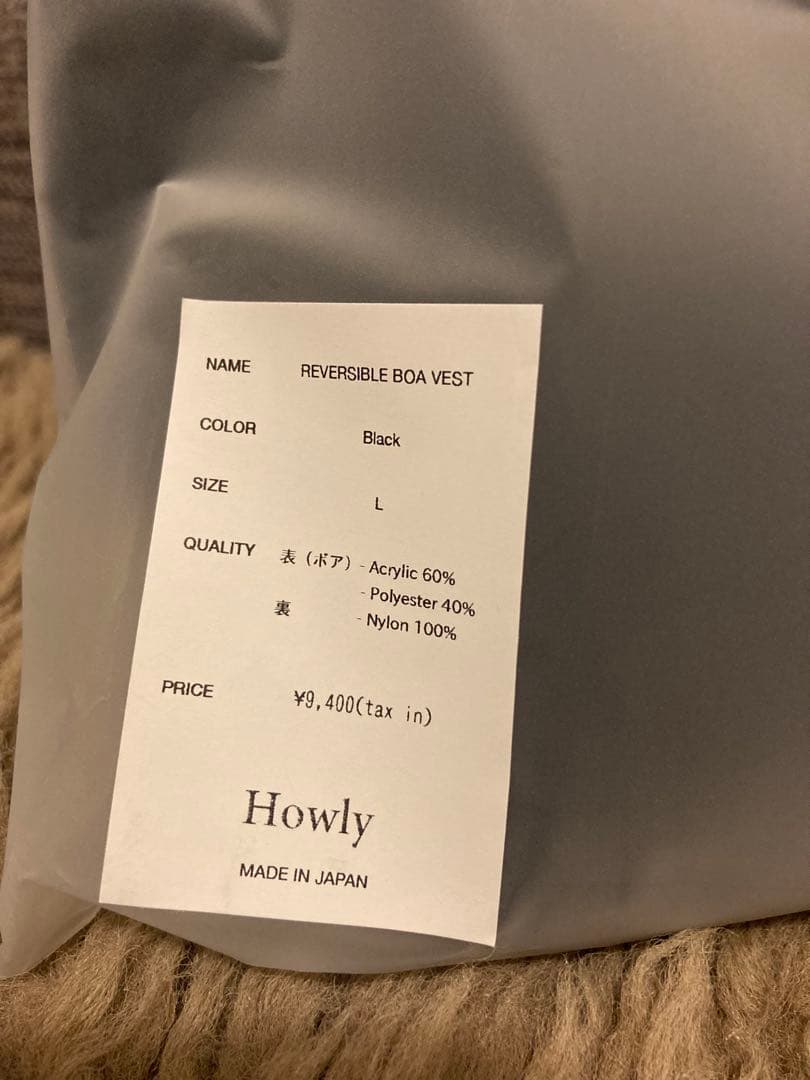 NAME REVERSIBLE BOA VEST
COLOR Black
SIZE L
QUALITY 表（ボア）- Acrylic 60%
- Polyester 40%
裏 - Nylon 100%
PRICE ¥9,400(tax in)
Howly
MADE IN JAPAN